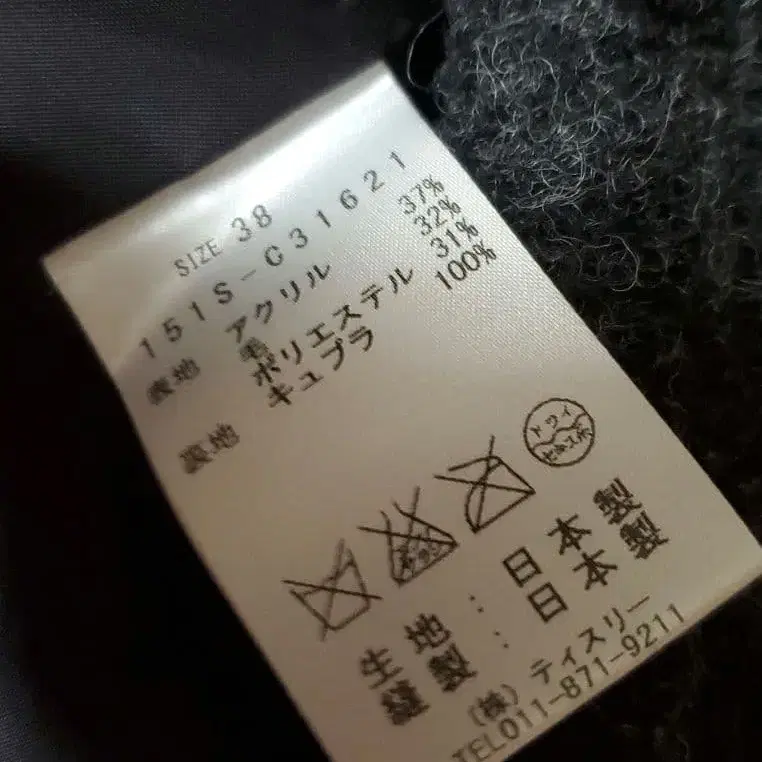 SIZE 38
151S-C31621
表地 アクリル 37%
毛 32%
ポリエステル 31%
裏地 キュプラ 100%
ドライ
セキユ系
生地:日本製
縫製:日本製
(株)ティスリー
TEL011-871-9211